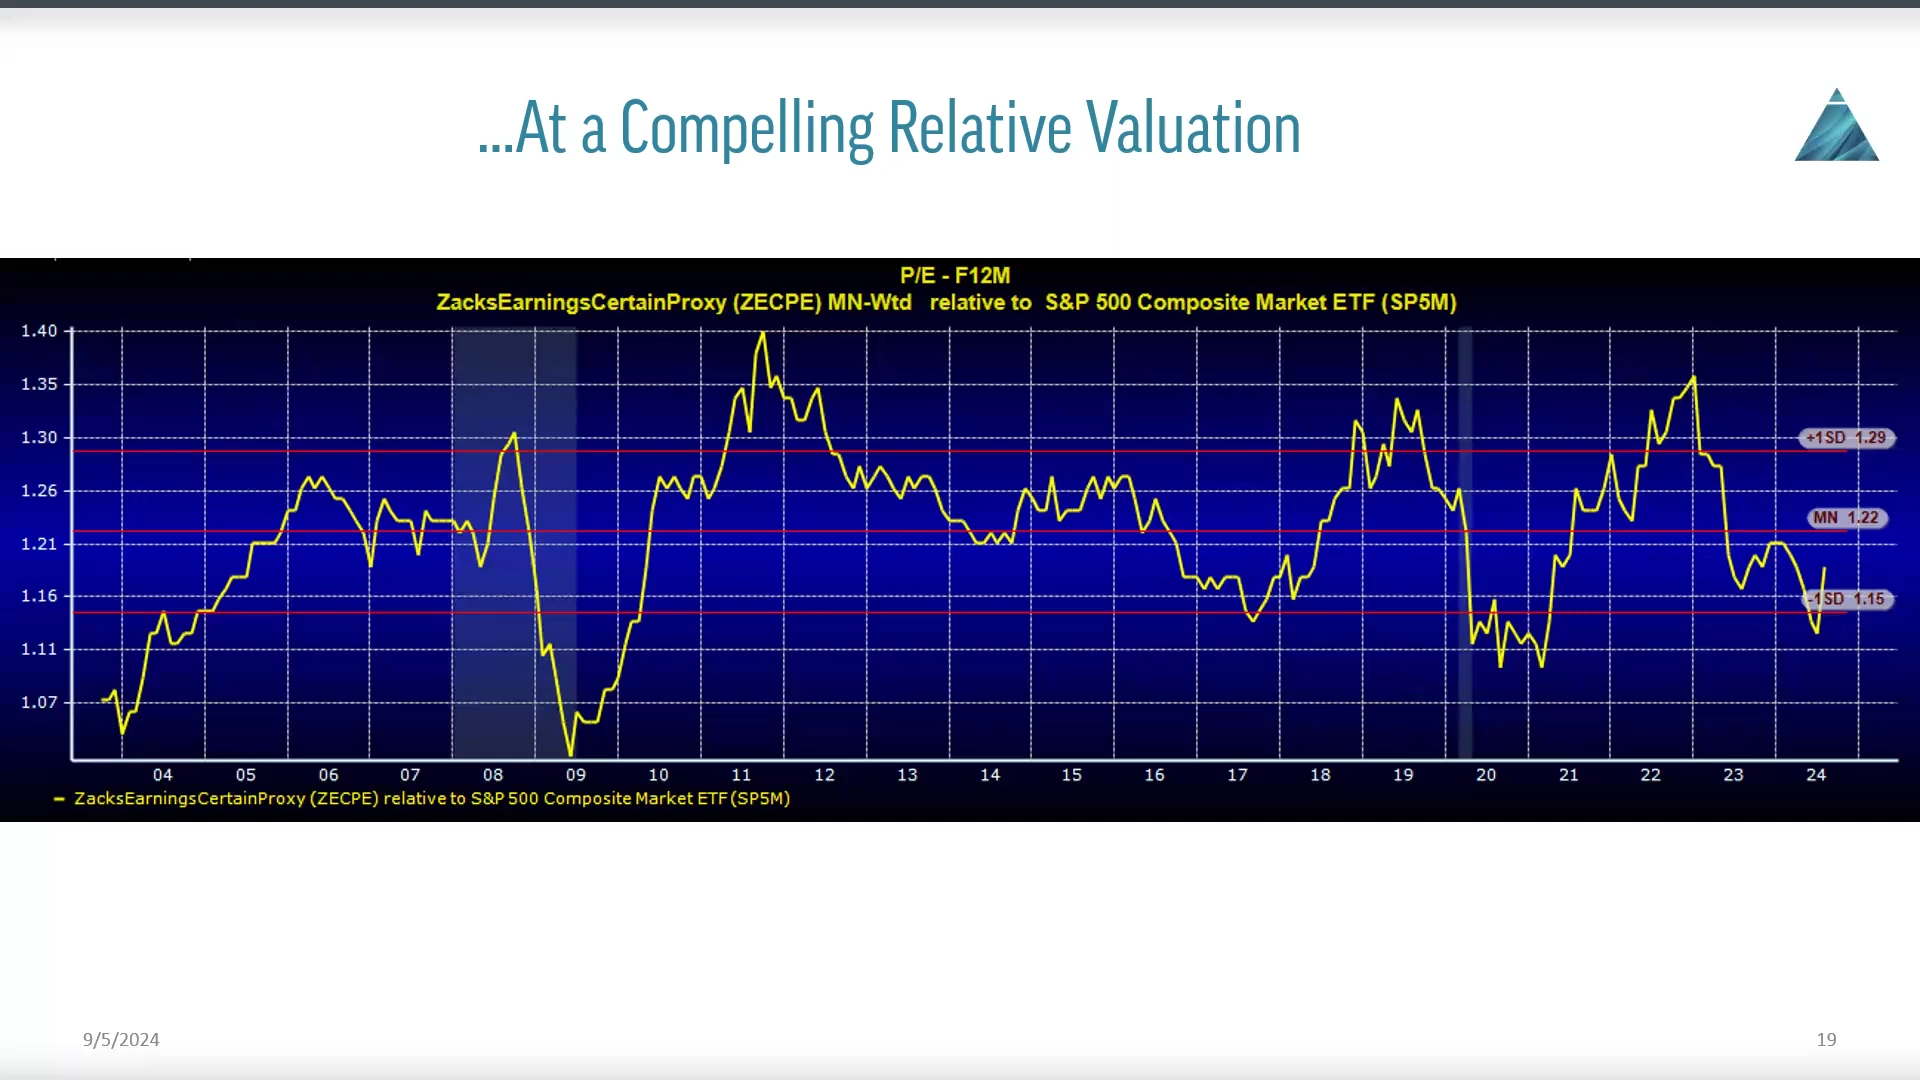 ...At a Compelling Relative Valuation
P/E - F12M
ZacksEarningsCertainProxy (ZECPE) MN-Wtd relative to S&P 500 Composite Market ETF (SP5M)
1.40
1.35
1.30
1.26
1.21
1.16
1.11
1.07
+1SD 1.29
MN 1.22
-1SD 1.15
04 05 06 07 08 09 10 11 12 13 14 15 16 17 18 19 20 21 22 23 24
ZacksEarningsCertainProxy (ZECPE) relative to S&P 500 Composite Market ETF (SP5M)
9/5/2024
19